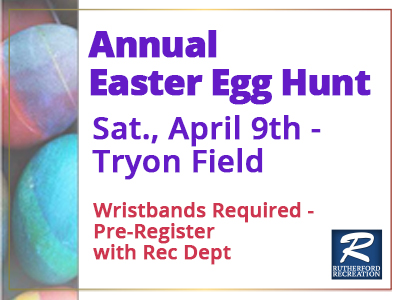 Annual
Easter Egg Hunt
Sat., April 9th -
Tryon Field
Wristbands Required -
Pre-Register
with Rec Dept
R
RUTHERFORD
RECREATION